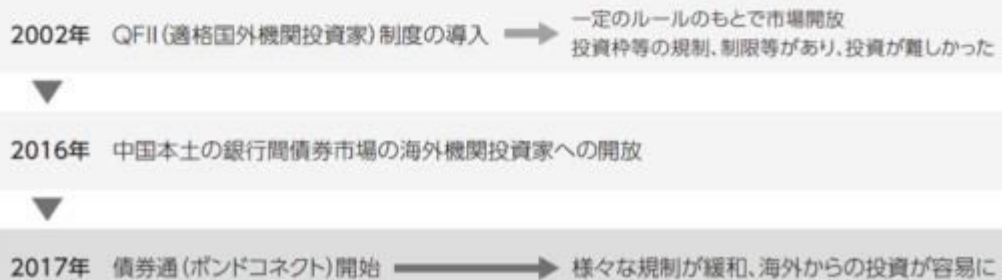 2002年 QFII(適格国外機関投資家)制度の導入
一定のルールのもとで市場開放
投資枠等の規制、制限等があり、投資が難しかった
2016年 中国本土の銀行間債券市場の海外機関投資家への開放
2017年 債券通(ボンドコネクト)開始
様々な規制が緩和、海外からの投資が容易に